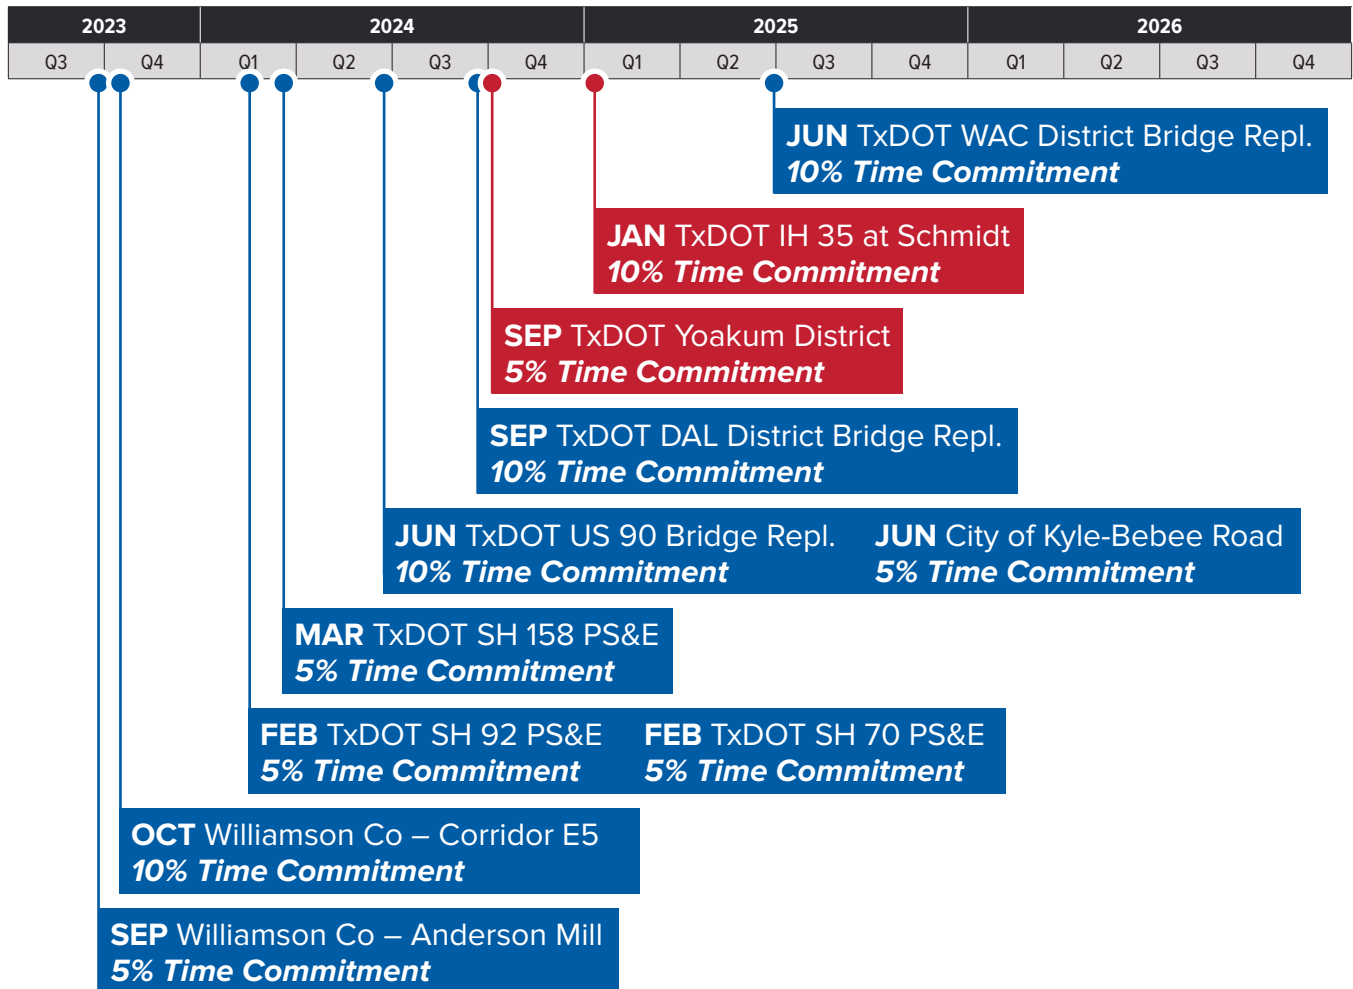 2023 2024 2025 2026
Q3 Q4 Q1 Q2 Q3 Q4 Q1 Q2 Q3 Q4 Q1 Q2 Q3 Q4
JUN TxDOT WAC District Bridge Repl.
10% Time Commitment
JAN TxDOT IH 35 at Schmidt
10% Time Commitment
SEP TxDOT Yoakum District
5% Time Commitment
SEP TxDOT DAL District Bridge Repl.
10% Time Commitment
JUN TxDOT US 90 Bridge Repl.
10% Time Commitment
JUN City of Kyle-Bebee Road
5% Time Commitment
MAR TxDOT SH 158 PS&E
5% Time Commitment
FEB TxDOT SH 92 PS&E
5% Time Commitment
FEB TxDOT SH 70 PS&E
5% Time Commitment
OCT Williamson Co – Corridor E5
10% Time Commitment
SEP Williamson Co – Anderson Mill
5% Time Commitment